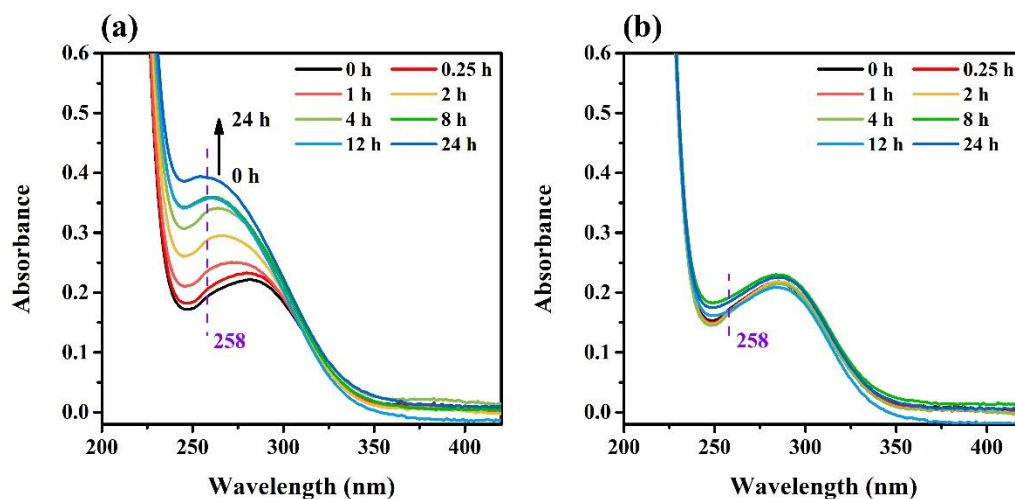 (a)
0.6
0.5
0.4
0.3
0.2
0.1
0.0
Absorbance
0 h 0.25 h
1 h 2 h
4 h 8 h
12 h 24 h
24 h
0 h
258
200 250 300 350 400
Wavelength (nm)
(b)
0.6
0.5
0.4
0.3
0.2
0.1
0.0
Absorbance
0 h 0.25 h
1 h 2 h
4 h 8 h
12 h 24 h
258
200 250 300 350 400
Wavelength (nm)